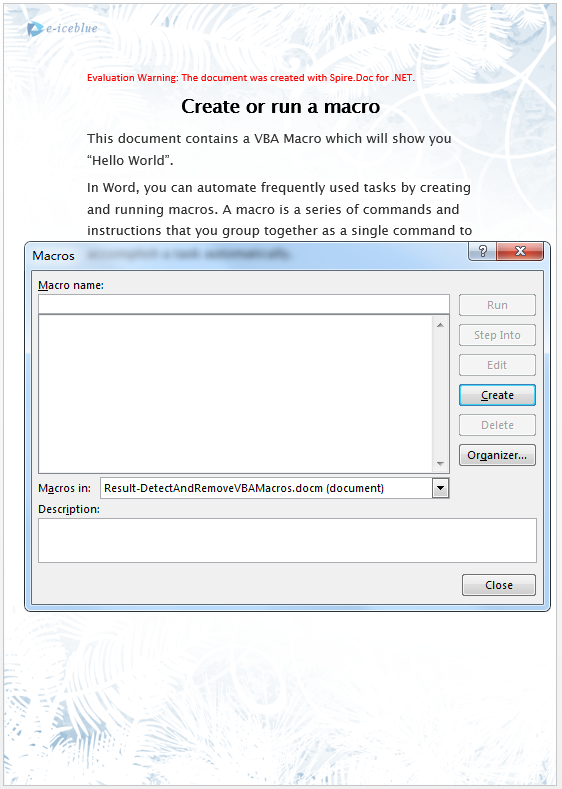 e-iceblue
Evaluation Warning: The document was created with Spire.Doc for .NET.
Create or run a macro
This document contains a VBA Macro which will show you
“Hello World”.
In Word, you can automate frequently used tasks by creating
and running macros. A macro is a series of commands and
instructions that you group together as a single command to
accomplish a task automatically.
Macros
?
Macro name:
Run
Step Into
Edit
Create
Delete
Organizer...
Macros in:
Result-DetectAndRemoveVBAMacros.docm (document)
Description:
Close